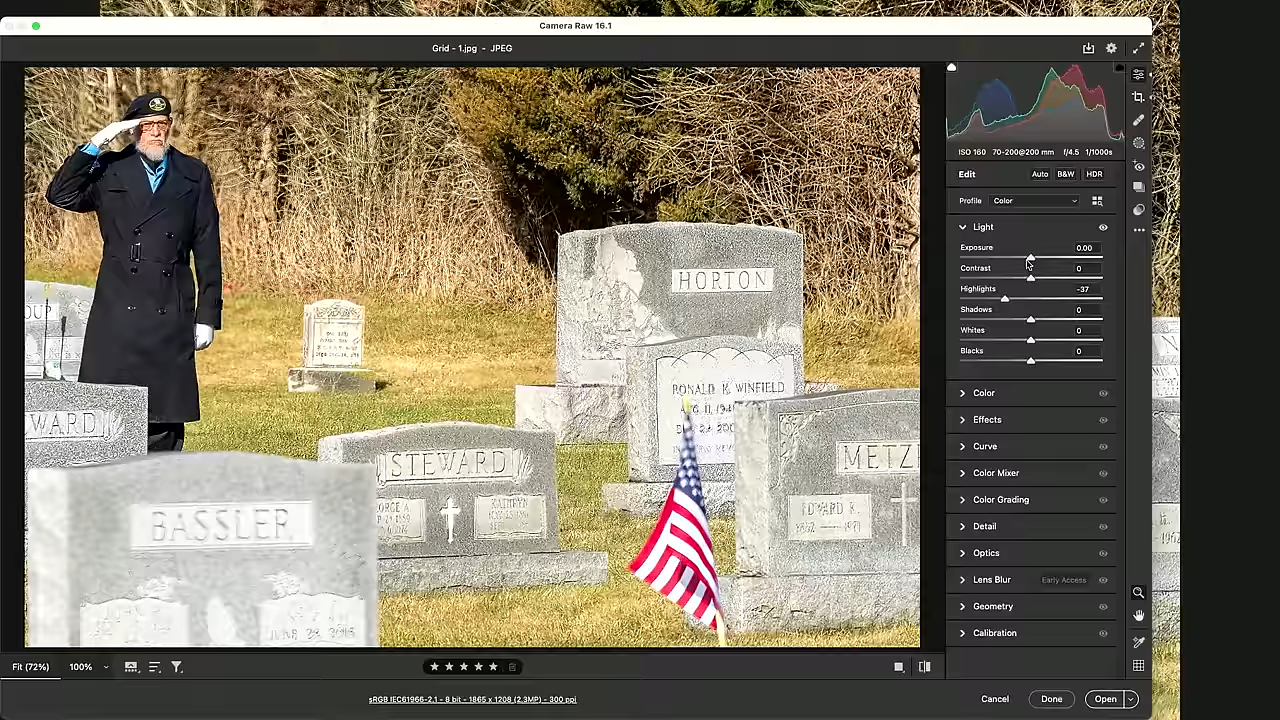 Camera Raw 16.1
Grid - 1.jpg - JPEG
ISO 160 70-200@200 mm f/4.5 1/1000s
Edit Auto B&W HDR
Profile Color
Light
Exposure 0.00
Contrast 0
Highlights -37
Shadows 0
Whites 0
Blacks 0
Color
Effects
Curve
Color Mixer
Color Grading
Detail
Optics
Lens Blur Early Access
Geometry
Calibration
HORTON
RONALD K. WINFIELD
OUP
WARD
STEWARD
KATHRYN
METZ
EDWARD R.
BASSLER
Fit (72%) 100%
sRGB IEC61966-2.1 - 8 bit - 1865 x 1208 (2.3MP) - 300 ppi
Cancel Done Open